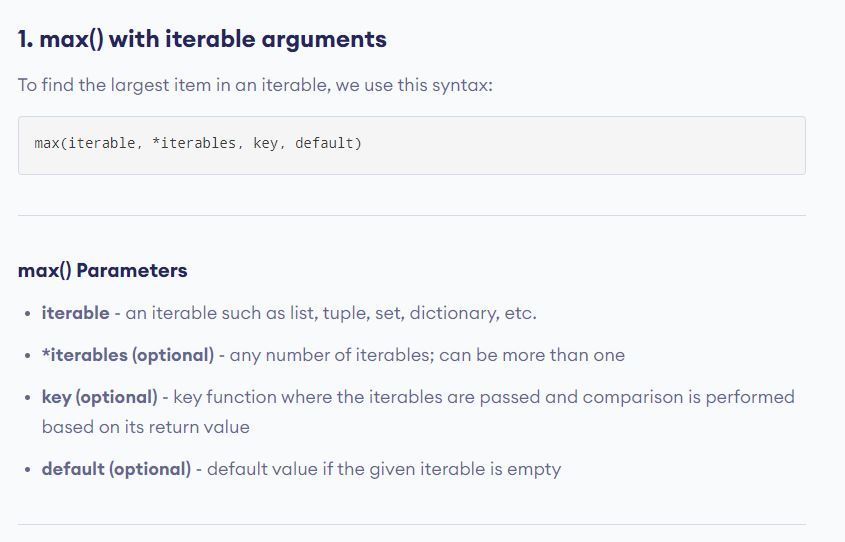 1. max() with iterable arguments
To find the largest item in an iterable, we use this syntax:
max(iterable, *iterables, key, default)
max() Parameters
• iterable - an iterable such as list, tuple, set, dictionary, etc.
• *iterables (optional) - any number of iterables; can be more than one
• key (optional) - key function where the iterables are passed and comparison is performed
based on its return value
• default (optional) - default value if the given iterable is empty